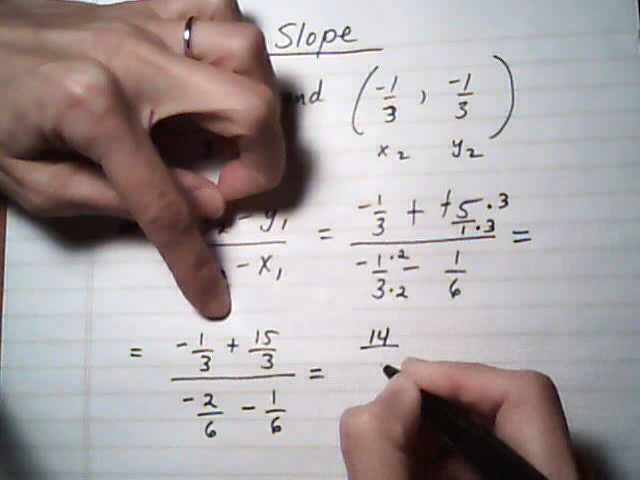 Slope
and (-1/3, -1/3)
x₂ y₂
- y₁ = -1/3 + +5·3/1·3 =
- x₁ -1·2/3·2 - 1/6
= -1/3 + 15/3 = 14
-2/6 - 1/6